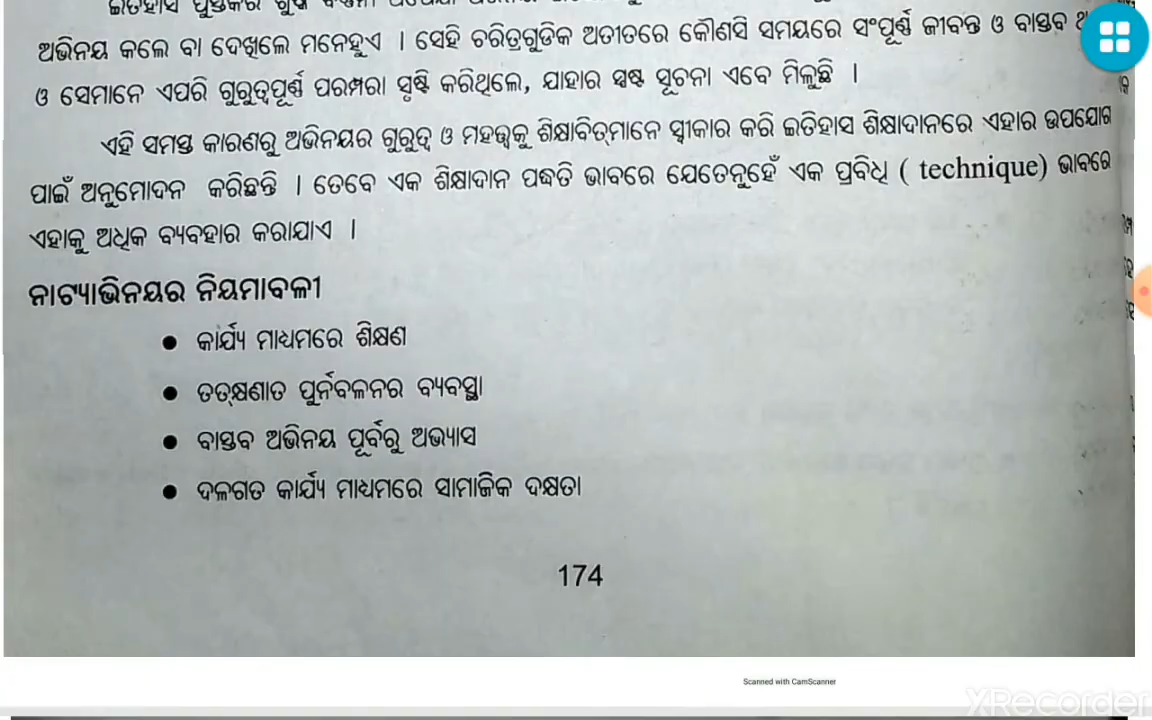 ଇତିହାସ ପୁସ୍ତକର
ଅଭିନୟ କଲେ ବା ଦେଖିଲେ ମନେହୁଏ । ସେହି ଚରିତ୍ରଗୁଡିକ ଅତୀତରେ କୌଣସି ସମୟରେ ସଂପୂର୍ଣ୍ଣ ଜୀବନ୍ତ ଓ ବାସ୍ତବ
ଓ ସେମାନେ ଏପରି ଗୁରୁତ୍ୱପୂର୍ଣ୍ଣ ପରମ୍ପରା ସୃଷ୍ଟି କରିଥିଲେ, ଯାହାର ସ୍ପଷ୍ଟ ସୂଚନା ଏବେ ମିଳୁଛି ।
ଏହି ସମସ୍ତ କାରଣରୁ ଅଭିନୟର ଗୁରୁତ୍ୱ ଓ ମହତ୍ତ୍ୱକୁ ଶିକ୍ଷାବିତ୍‌ମାନେ ସ୍ୱୀକାର କରି ଇତିହାସ ଶିକ୍ଷାଦାନରେ ଏହାର ଉପଯୋଗ
ପାଇଁ ଅନୁମୋଦନ କରିଛନ୍ତି । ତେବେ ଏକ ଶିକ୍ଷାଦାନ ପଦ୍ଧତି ଭାବରେ ଯେତେନୁହେଁ ଏକ ପ୍ରବିଧି ( technique) ଭାବରେ
ଏହାକୁ ଅଧିକ ବ୍ୟବହାର କରାଯାଏ ।
ନାଟ୍ୟାଭିନୟର ନିୟମାବଳୀ
● କାର୍ଯ୍ୟ ମାଧ୍ୟମରେ ଶିକ୍ଷଣ
● ତତ୍‌କ୍ଷଣାତ ପୁର୍ନବଳନର ବ୍ୟବସ୍ଥା
● ବାସ୍ତବ ଅଭିନୟ ପୂର୍ବରୁ ଅଭ୍ୟାସ
● ଦଳଗତ କାର୍ଯ୍ୟ ମାଧ୍ୟମରେ ସାମାଜିକ ଦକ୍ଷତା
174
Scanned with CamScanner
XRecorder